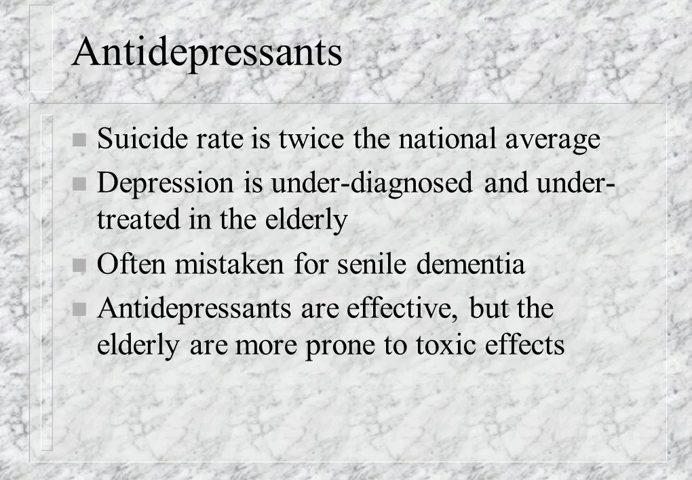 Antidepressants
Suicide rate is twice the national average
Depression is under-diagnosed and under-
treated in the elderly
Often mistaken for senile dementia
Antidepressants are effective, but the
elderly are more prone to toxic effects